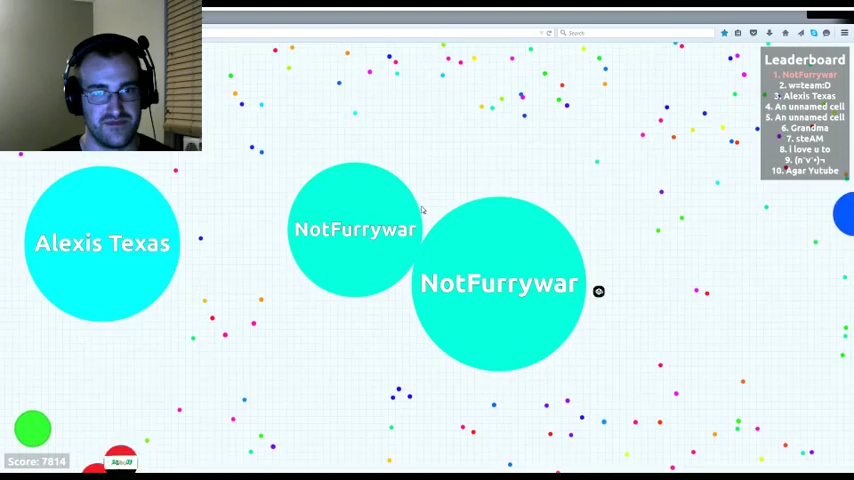 Search
Leaderboard
1. NotFurrywar
2. w=team:D
3. Alexis Texas
4. An unnamed cell
5. An unnamed cell
6. Grandma
7. steAM
8. i love u to
10. Agar Yutube
NotFurrywar
Alexis Texas
NotFurrywar
Score: 7814